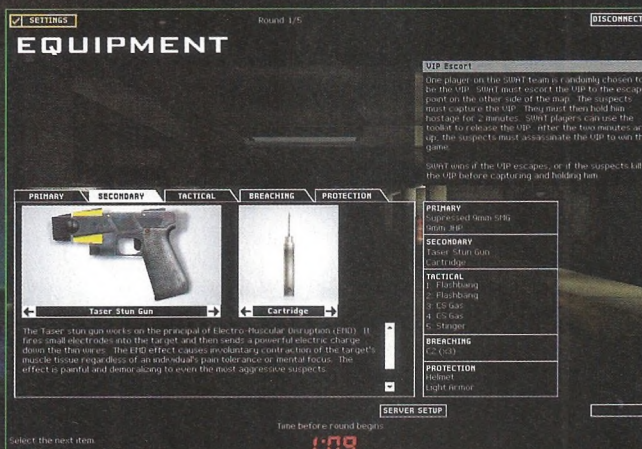 SETTINGS
Round 1/5
DISCONNECT
EQUIPMENT
VIP Escort
One player on the SWAT team is randomly chosen to
be the VIP. SWAT must escort the VIP to the escape
point on the other side of the map. The suspects
must capture the VIP. They must then hold him
hostage for 2 minutes. SWAT players can use the
toolkit to release the VIP. After the two minutes are
up, the suspects must assassinate the VIP to win the
game.
SWAT wins if the VIP escapes, or if the suspects kill
the VIP before capturing and holding him
PRIMARY
SECONDARY
TACTICAL
BREACHING
PROTECTION
Taser Stun Gun
Cartridge
The Taser stun gun works on the principal of Electro-Muscular Disruption (EMD). It
fires small electrodes into the target and then sends a powerful electric charge
down the thin wires. The EMD effect causes involuntary contraction of the target's
muscle tissue regardless of an individual's pain tolerance or mental focus. The
effect is painful and demoralizing to even the most aggressive suspects.
PRIMARY
Supressed 9mm SMG
9mm JHP
SECONDARY
Taser Stun Gun
Cartridge
TACTICAL
1: Flashbang
2: Flashbang
3: CS Gas
4: CS Gas
5: Stinger
BREACHING
C2 (x3)
PROTECTION
Helmet
Light Armor
SERVER SETUP
Time before round begins
1:09
Select the next item.